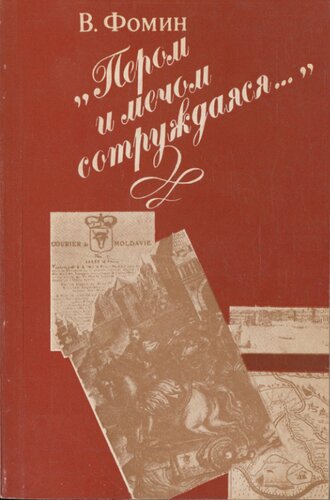 В. Фомин
„Пером
и мечом
сотруждаяся..."
COURIER DE MOLDAVIE